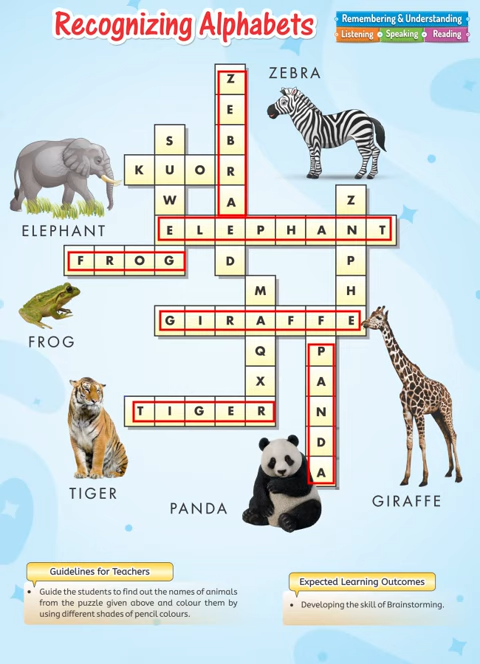 Recognizing Alphabets
Remembering & Understanding
Listening Speaking Reading
Z
ZEBRA
E
S B
K U O R
W A Z
E L E P H A N T
ELEPHANT
F R O G D P
M H
G I R A F F E
FROG
Q P
X A
T I G E R N
D
A
TIGER
PANDA
GIRAFFE
Guidelines for Teachers
• Guide the students to find out the names of animals
from the puzzle given above and colour them by
using different shades of pencil colours.
Expected Learning Outcomes
• Developing the skill of Brainstorming.